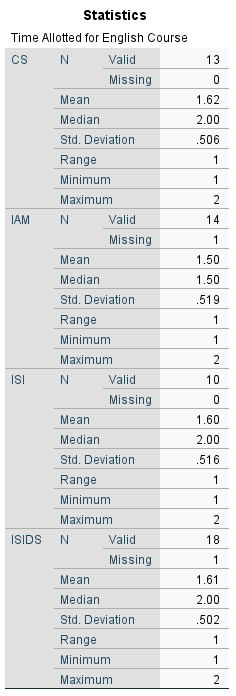 Statistics
Time Allotted for English Course
CS N Valid 13
Missing 0
Mean 1.62
Median 2.00
Std. Deviation .506
Range 1
Minimum 1
Maximum 2
IAM N Valid 14
Missing 1
Mean 1.50
Median 1.50
Std. Deviation .519
Range 1
Minimum 1
Maximum 2
ISI N Valid 10
Missing 0
Mean 1.60
Median 2.00
Std. Deviation .516
Range 1
Minimum 1
Maximum 2
ISIDS N Valid 18
Missing 1
Mean 1.61
Median 2.00
Std. Deviation .502
Range 1
Minimum 1
Maximum 2